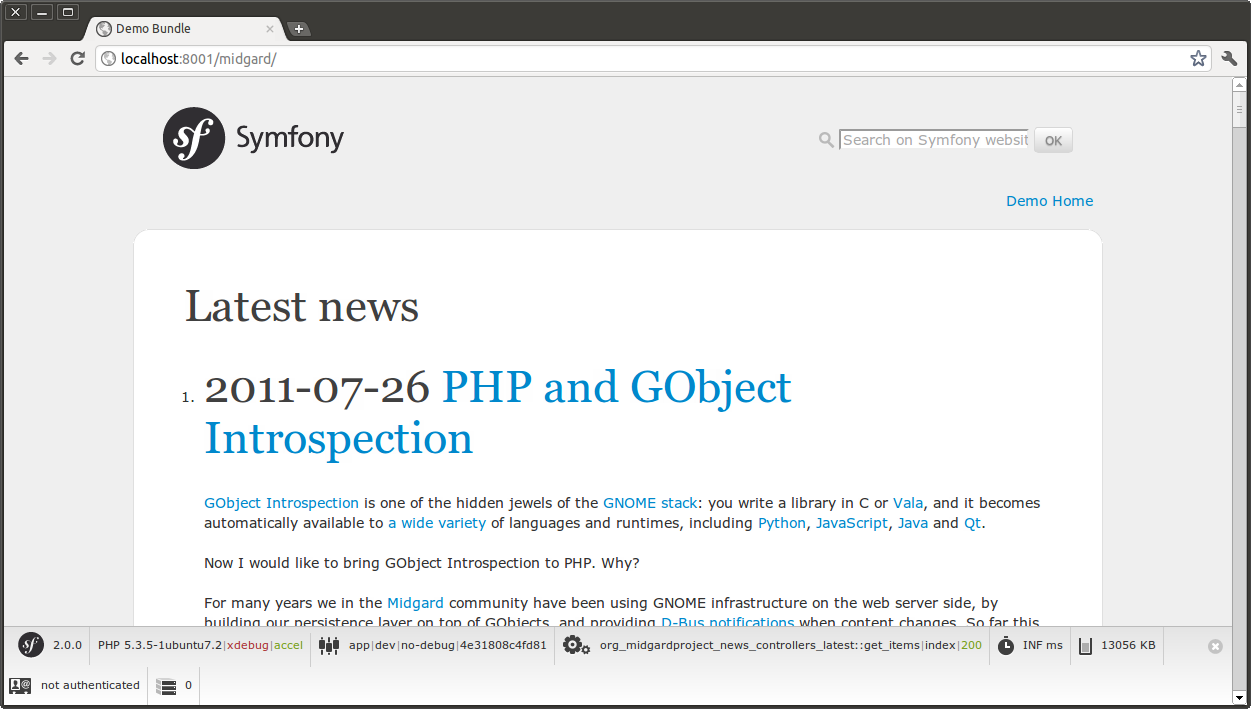 Demo Bundle
localhost:8001/midgard/
sf Symfony
Search on Symfony websit
OK
Demo Home
Latest news
1. 2011-07-26 PHP and GObject
Introspection
GObject Introspection is one of the hidden jewels of the GNOME stack: you write a library in C or Vala, and it becomes
automatically available to a wide variety of languages and runtimes, including Python, JavaScript, Java and Qt.
Now I would like to bring GObject Introspection to PHP. Why?
For many years we in the Midgard community have been using GNOME infrastructure on the web server side, by
building our persistence layer on top of GObjects, and providing D-Bus notifications when content changes. So far this
sf 2.0.0 PHP 5.3.5-1ubuntu7.2|xdebug|accel app|dev|no-debug|4e31808c4fd81 org_midgardproject_news_controllers_latest::get_items|index|200 INF ms 13056 KB
not authenticated 0